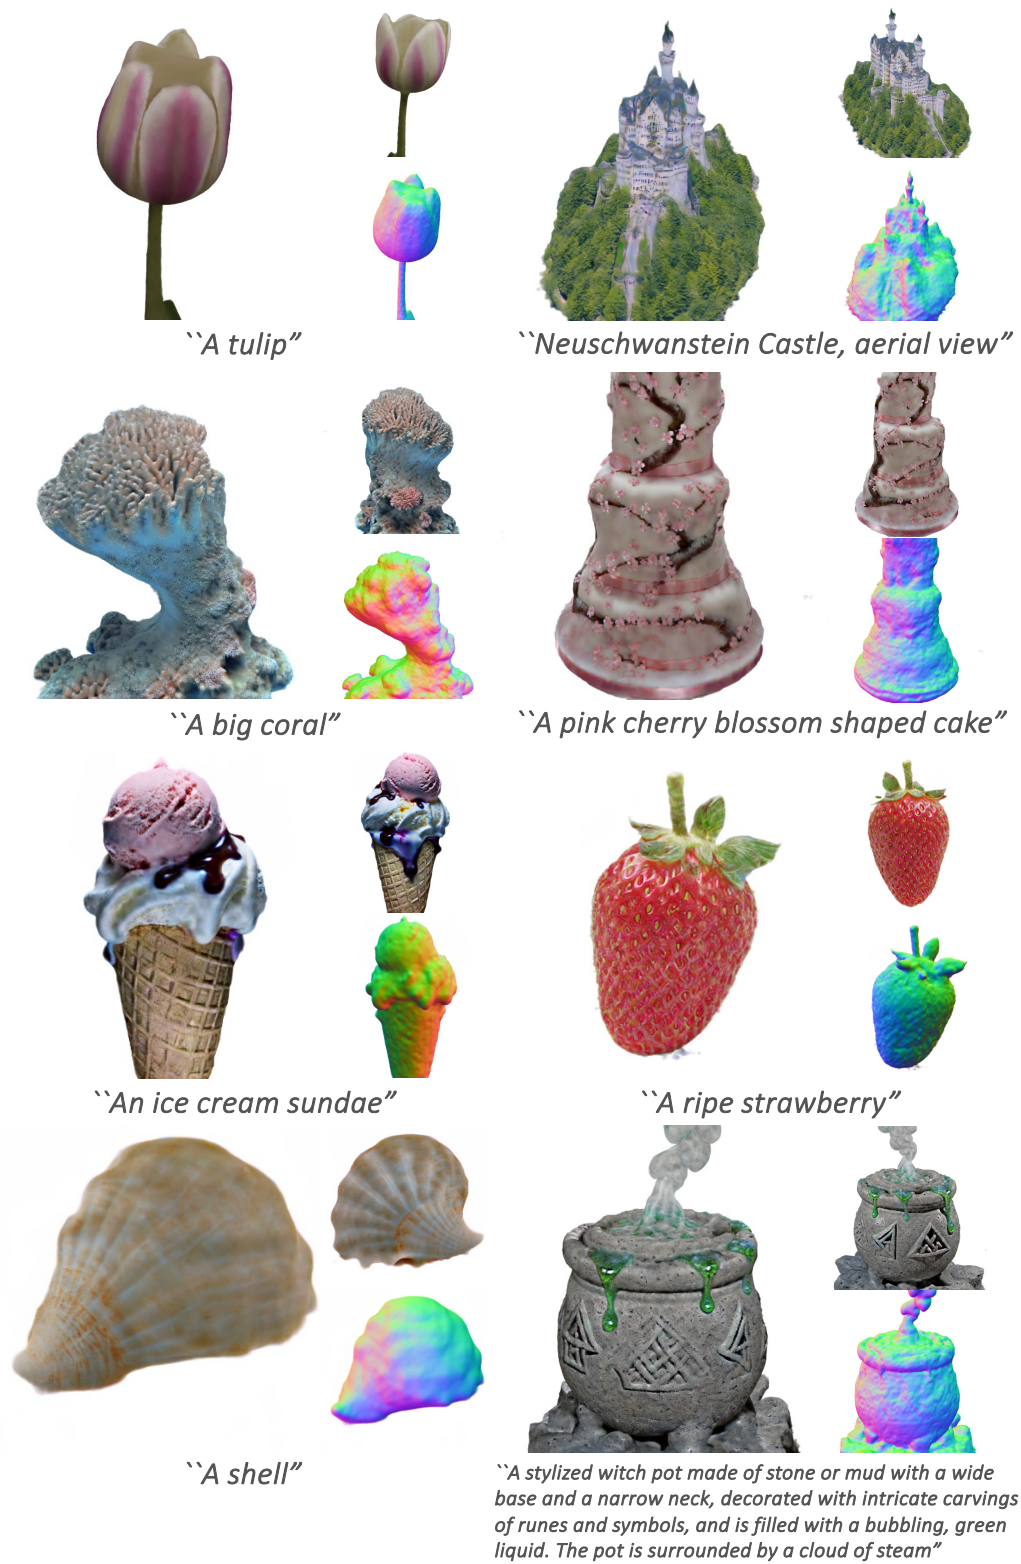 ``A tulip”
``Neuschwanstein Castle, aerial view”
``A big coral”
``A pink cherry blossom shaped cake”
``An ice cream sundae”
``A ripe strawberry”
``A shell”
``A stylized witch pot made of stone or mud with a wide
base and a narrow neck, decorated with intricate carvings
of runes and symbols, and is filled with a bubbling, green
liquid. The pot is surrounded by a cloud of steam”